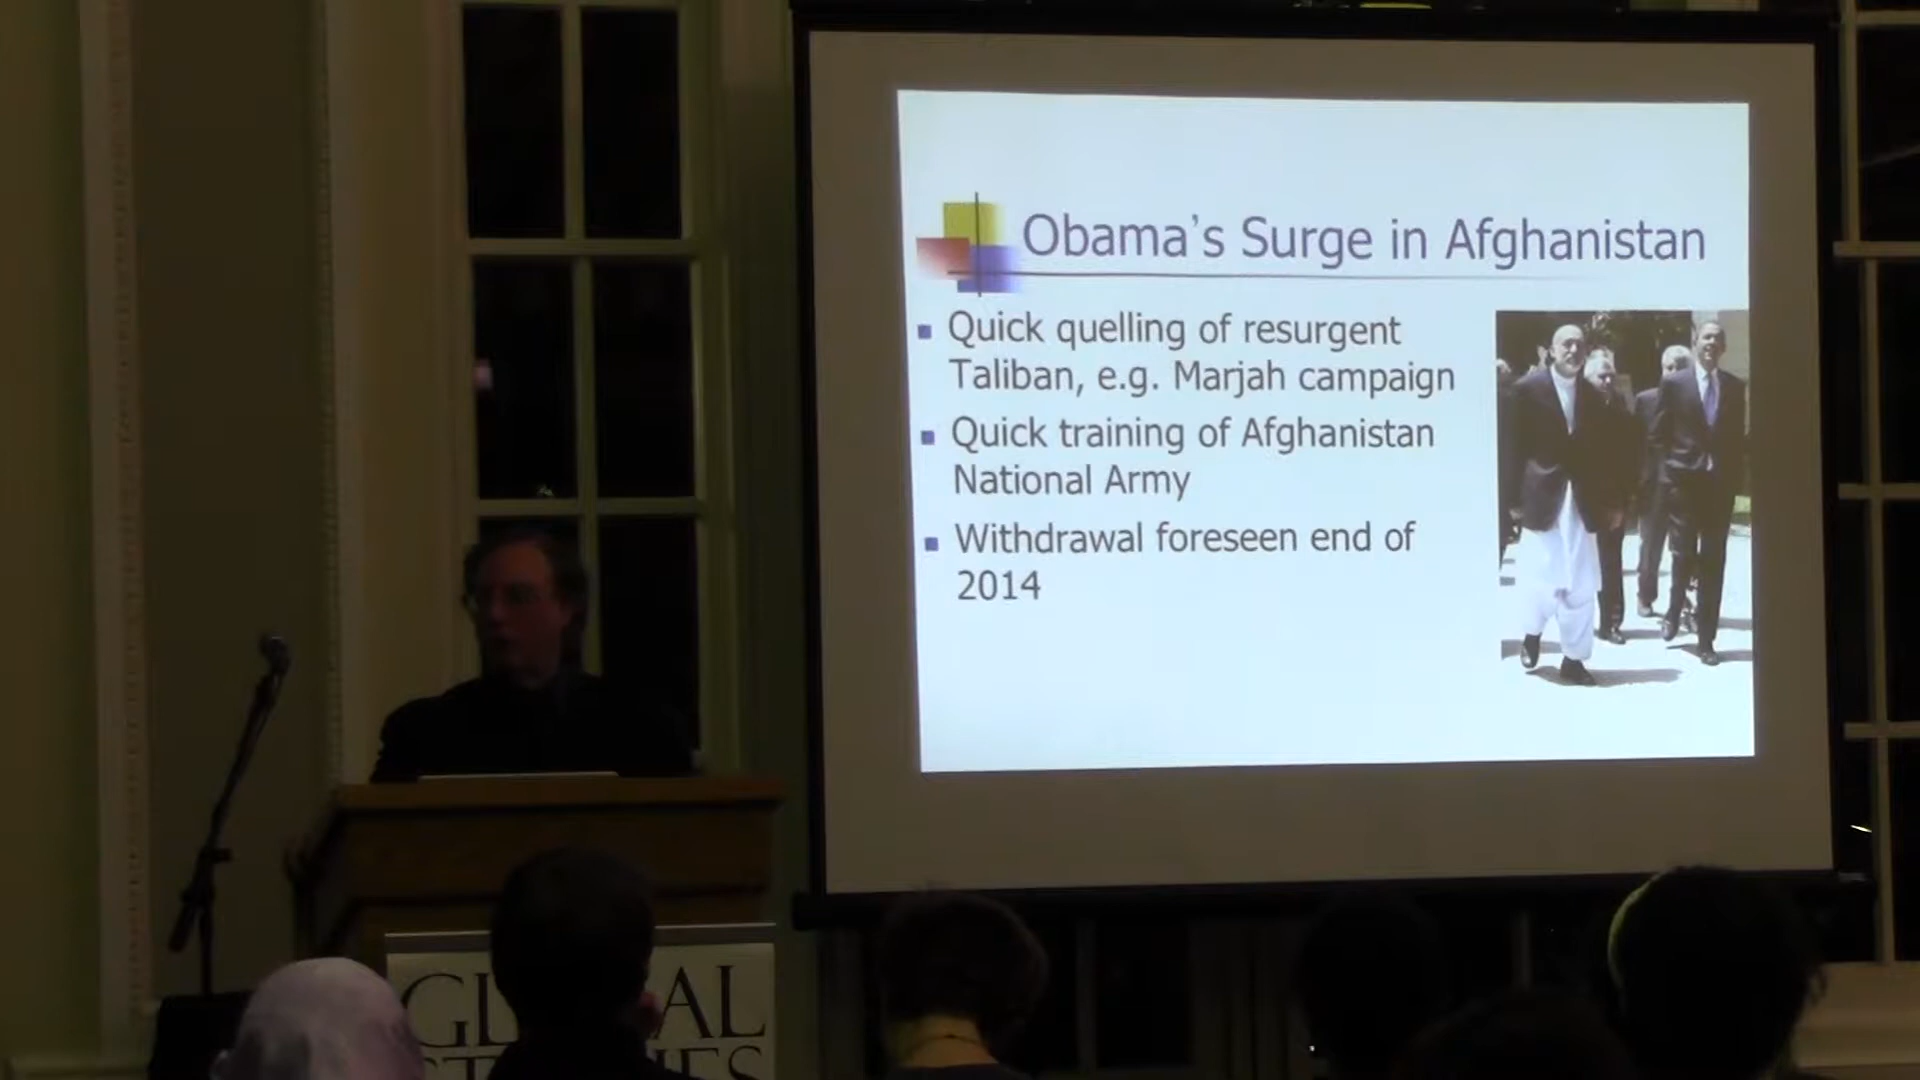 Obama's Surge in Afghanistan
Quick quelling of resurgent
Taliban, e.g. Marjah campaign
Quick training of Afghanistan
National Army
Withdrawal foreseen end of
2014